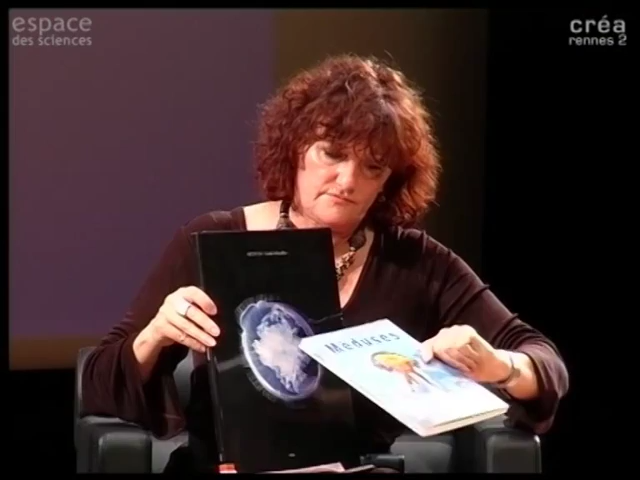 espace
des sciences
créa
rennes 2
Méduses